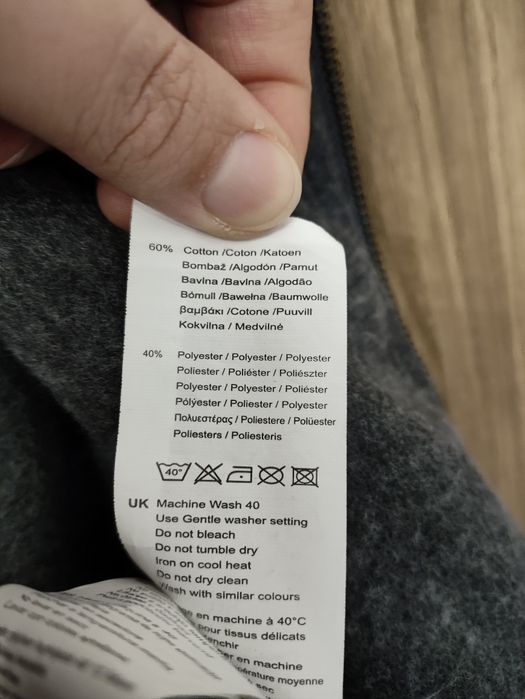 60% Cotton /Coton /Katoen
Bombaž /Algodón /Pamut
Bavlna /Bavlna /Algodão
Bómull /Bawełna /Baumwolle
βαμβάκι /Cotone /Puuvill
Kokvilna / Medvilnė
40% Polyester / Polyester / Polyester
Poliester / Poliéster / Poliészter
Polyester / Polyester / Poliéster
Pólýester / Poliester / Polyester
Πολυεστέρας / Poliestere / Polüester
Poliesters / Poliesteris
40°
UK Machine Wash 40
Use Gentle washer setting
Do not bleach
Do not tumble dry
Iron on cool heat
Do not dry clean
Wash with similar colours
en machine à 40°C
pour tissus délicats
en machine
moyenne
sec